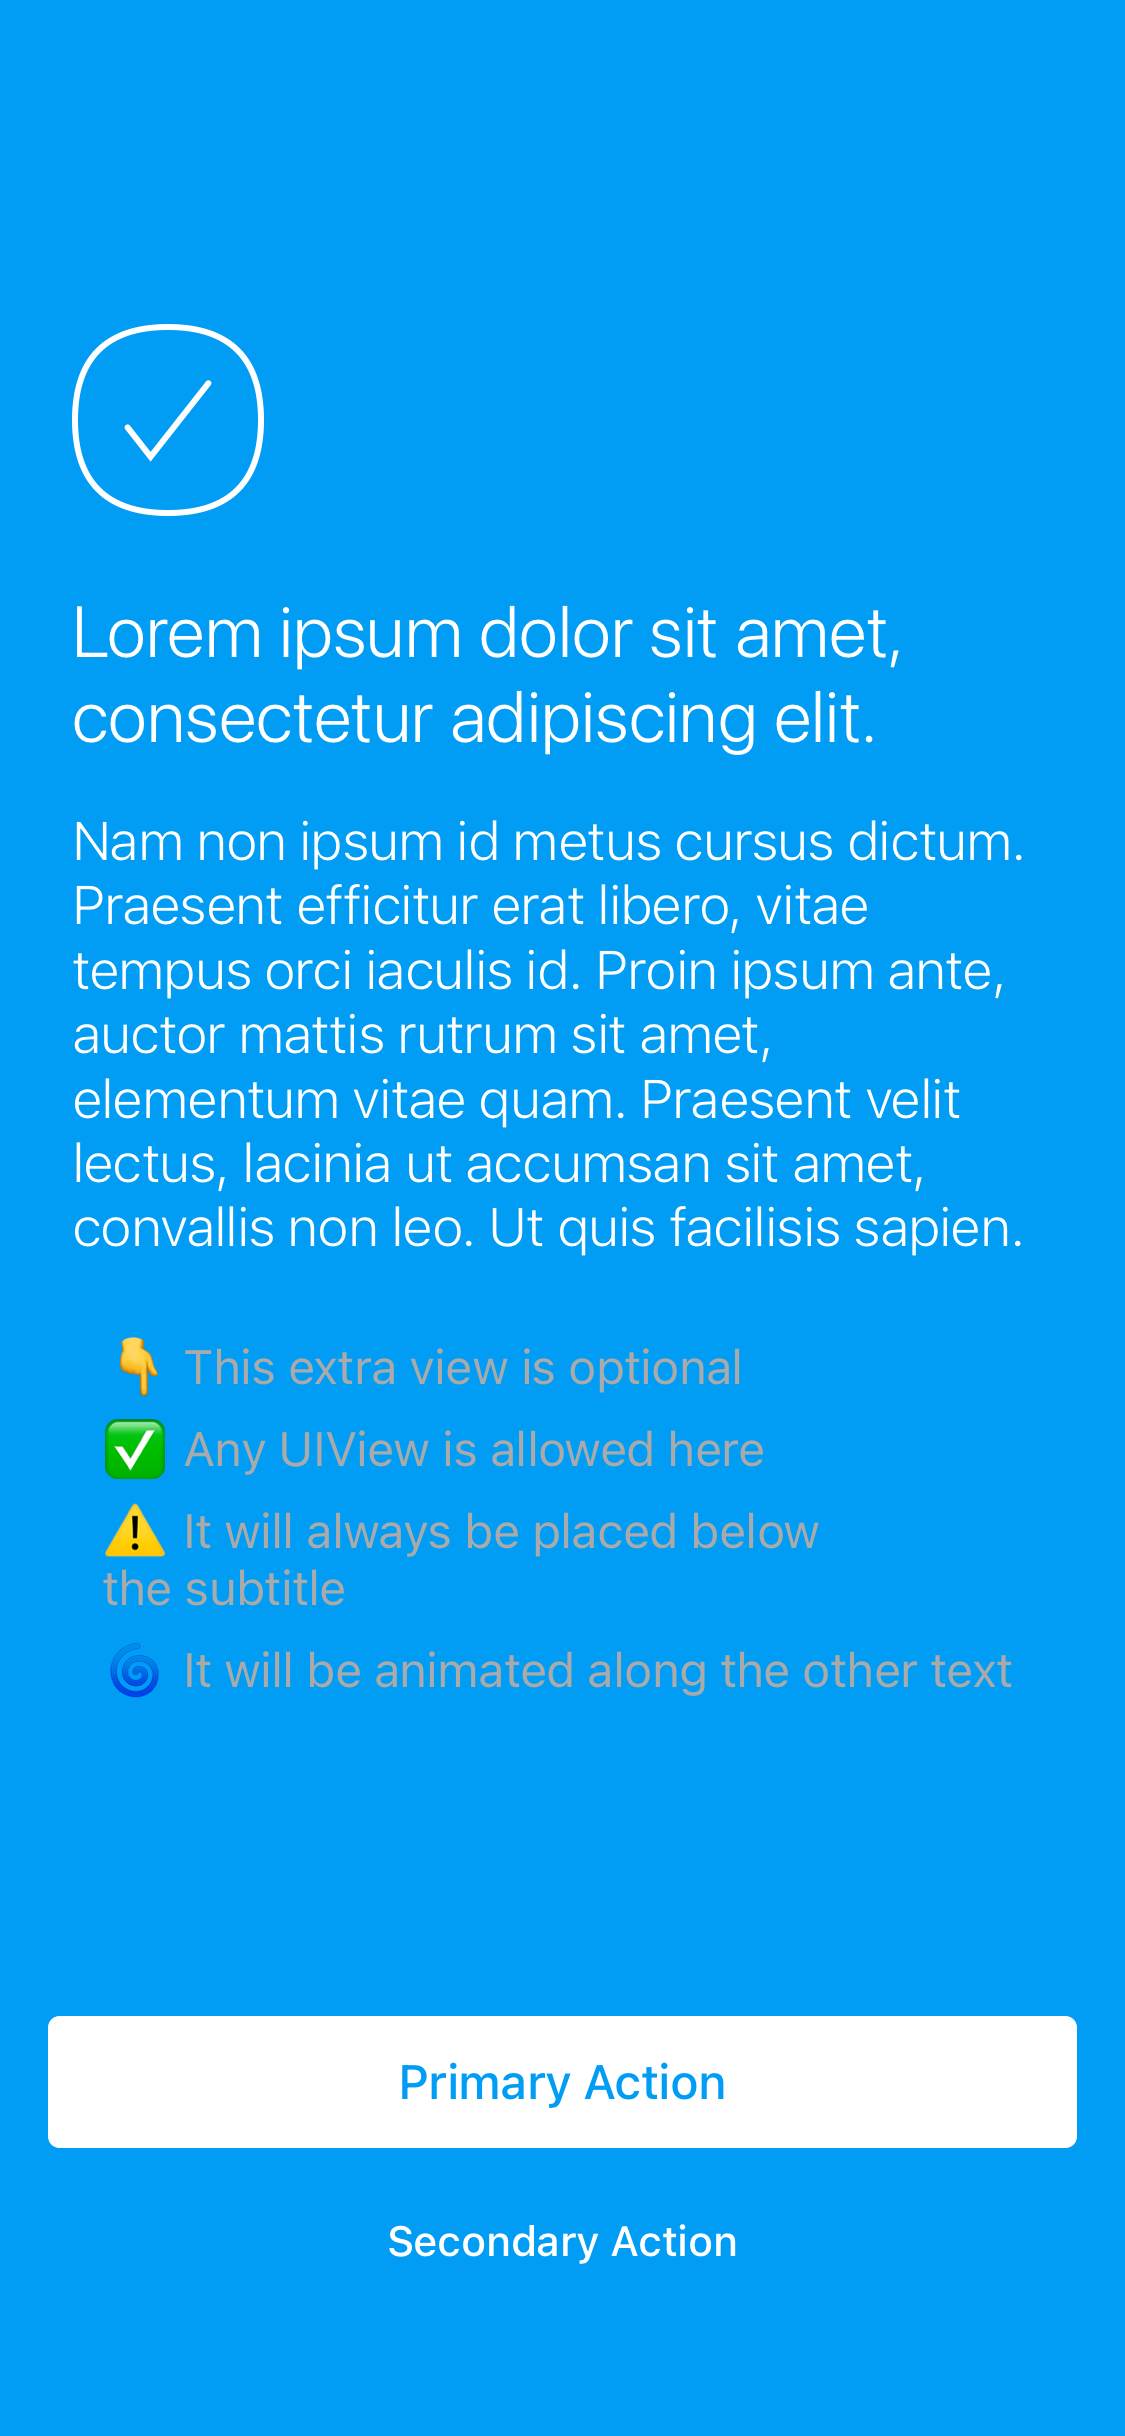 Lorem ipsum dolor sit amet,
consectetur adipiscing elit.
Nam non ipsum id metus cursus dictum.
Praesent efficitur erat libero, vitae
tempus orci iaculis id. Proin ipsum ante,
auctor mattis rutrum sit amet,
elementum vitae quam. Praesent velit
lectus, lacinia ut accumsan sit amet,
convallis non leo. Ut quis facilisis sapien.
👇 This extra view is optional
✅ Any UIView is allowed here
⚠️ It will always be placed below
the subtitle
🌀 It will be animated along the other text
Primary Action
Secondary Action